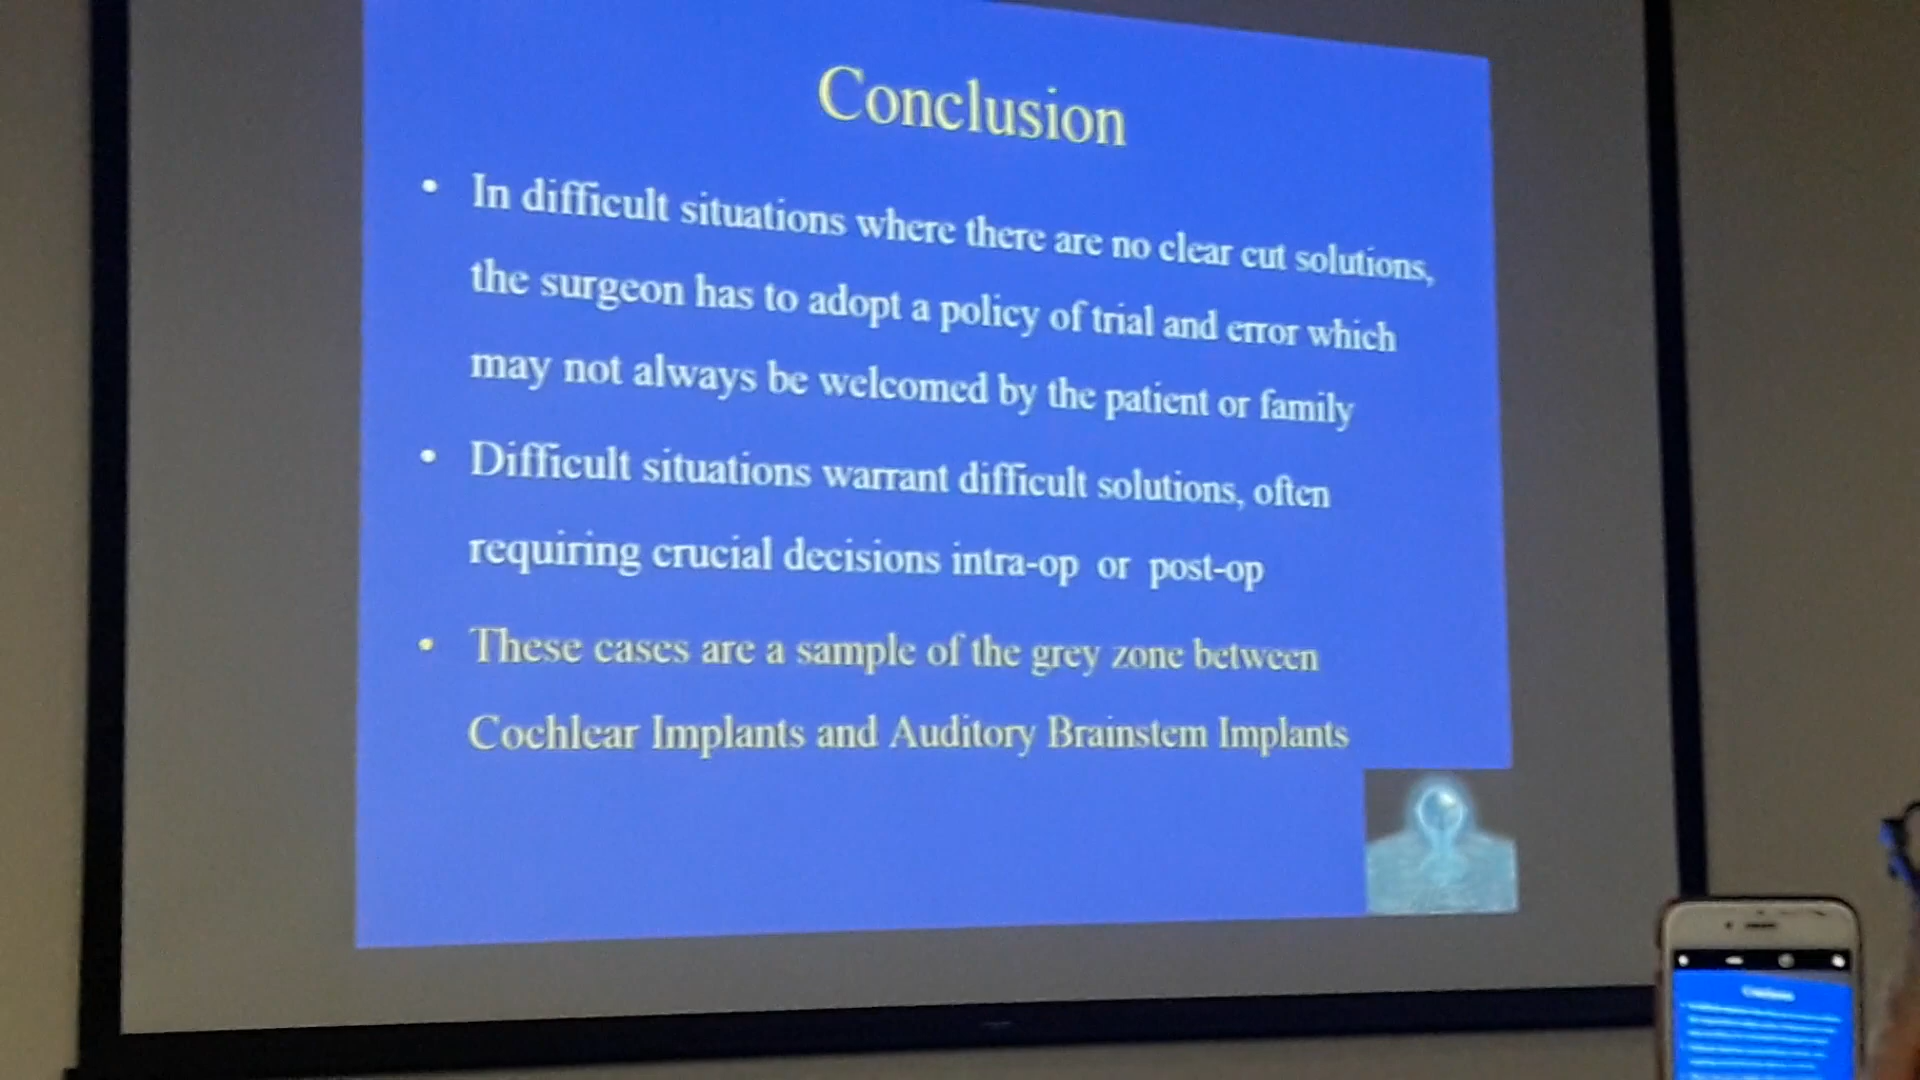 Conclusion
• In difficult situations where there are no clear cut solutions,
the surgeon has to adopt a policy of trial and error which
may not always be welcomed by the patient or family
• Difficult situations warrant difficult solutions, often
requiring crucial decisions intra-op or post-op
• These cases are a sample of the grey zone between
Cochlear Implants and Auditory Brainstem Implants